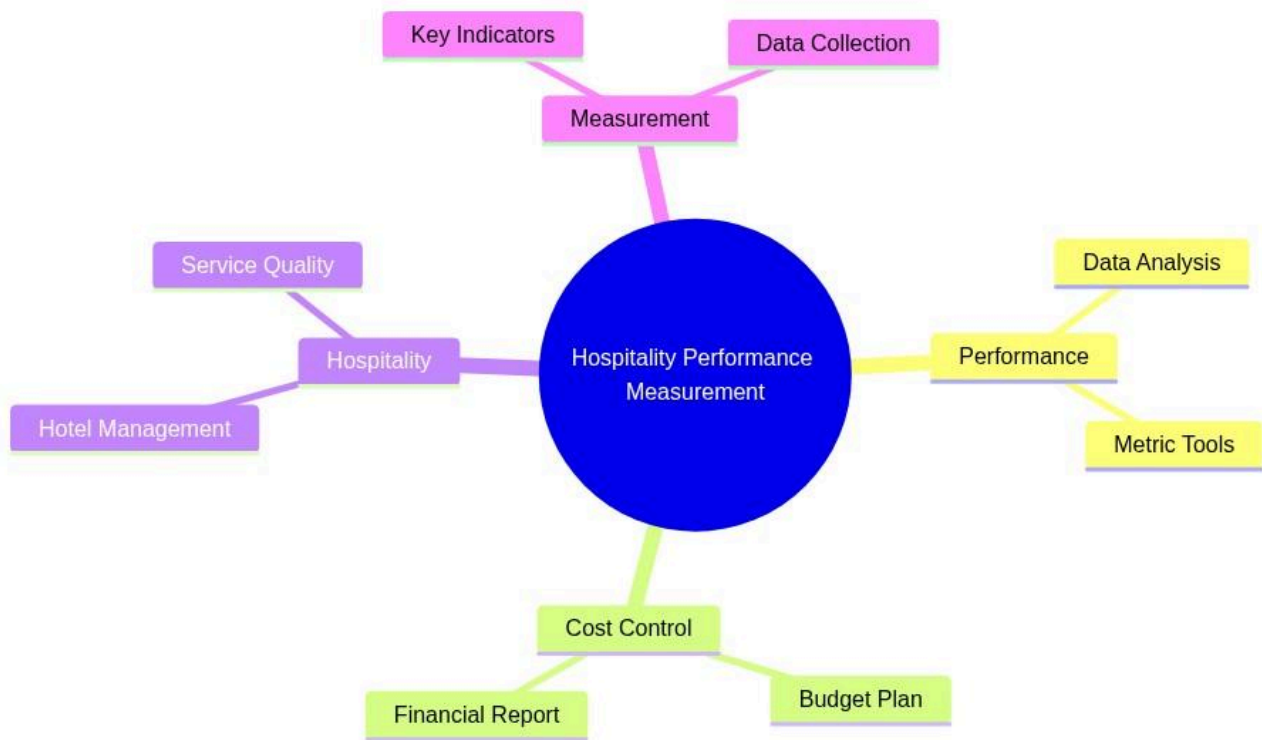 Key Indicators
Data Collection
Measurement
Service Quality
Data Analysis
Hospitality
Hospitality Performance
Measurement
Performance
Hotel Management
Metric Tools
Cost Control
Financial Report
Budget Plan